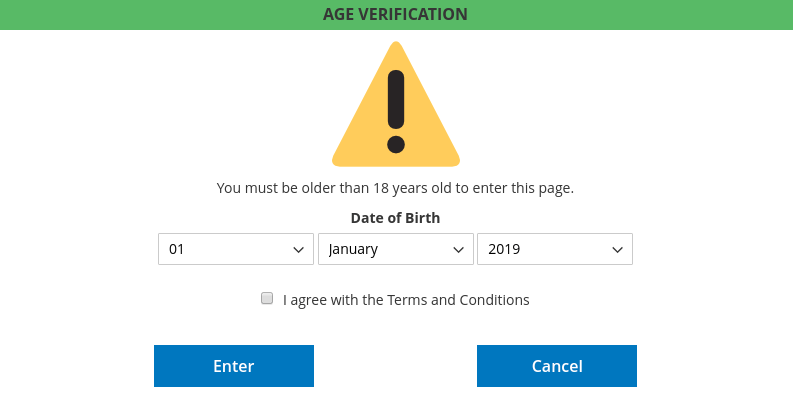 AGE VERIFICATION
You must be older than 18 years old to enter this page.
Date of Birth
01 January 2019
I agree with the Terms and Conditions
Enter Cancel